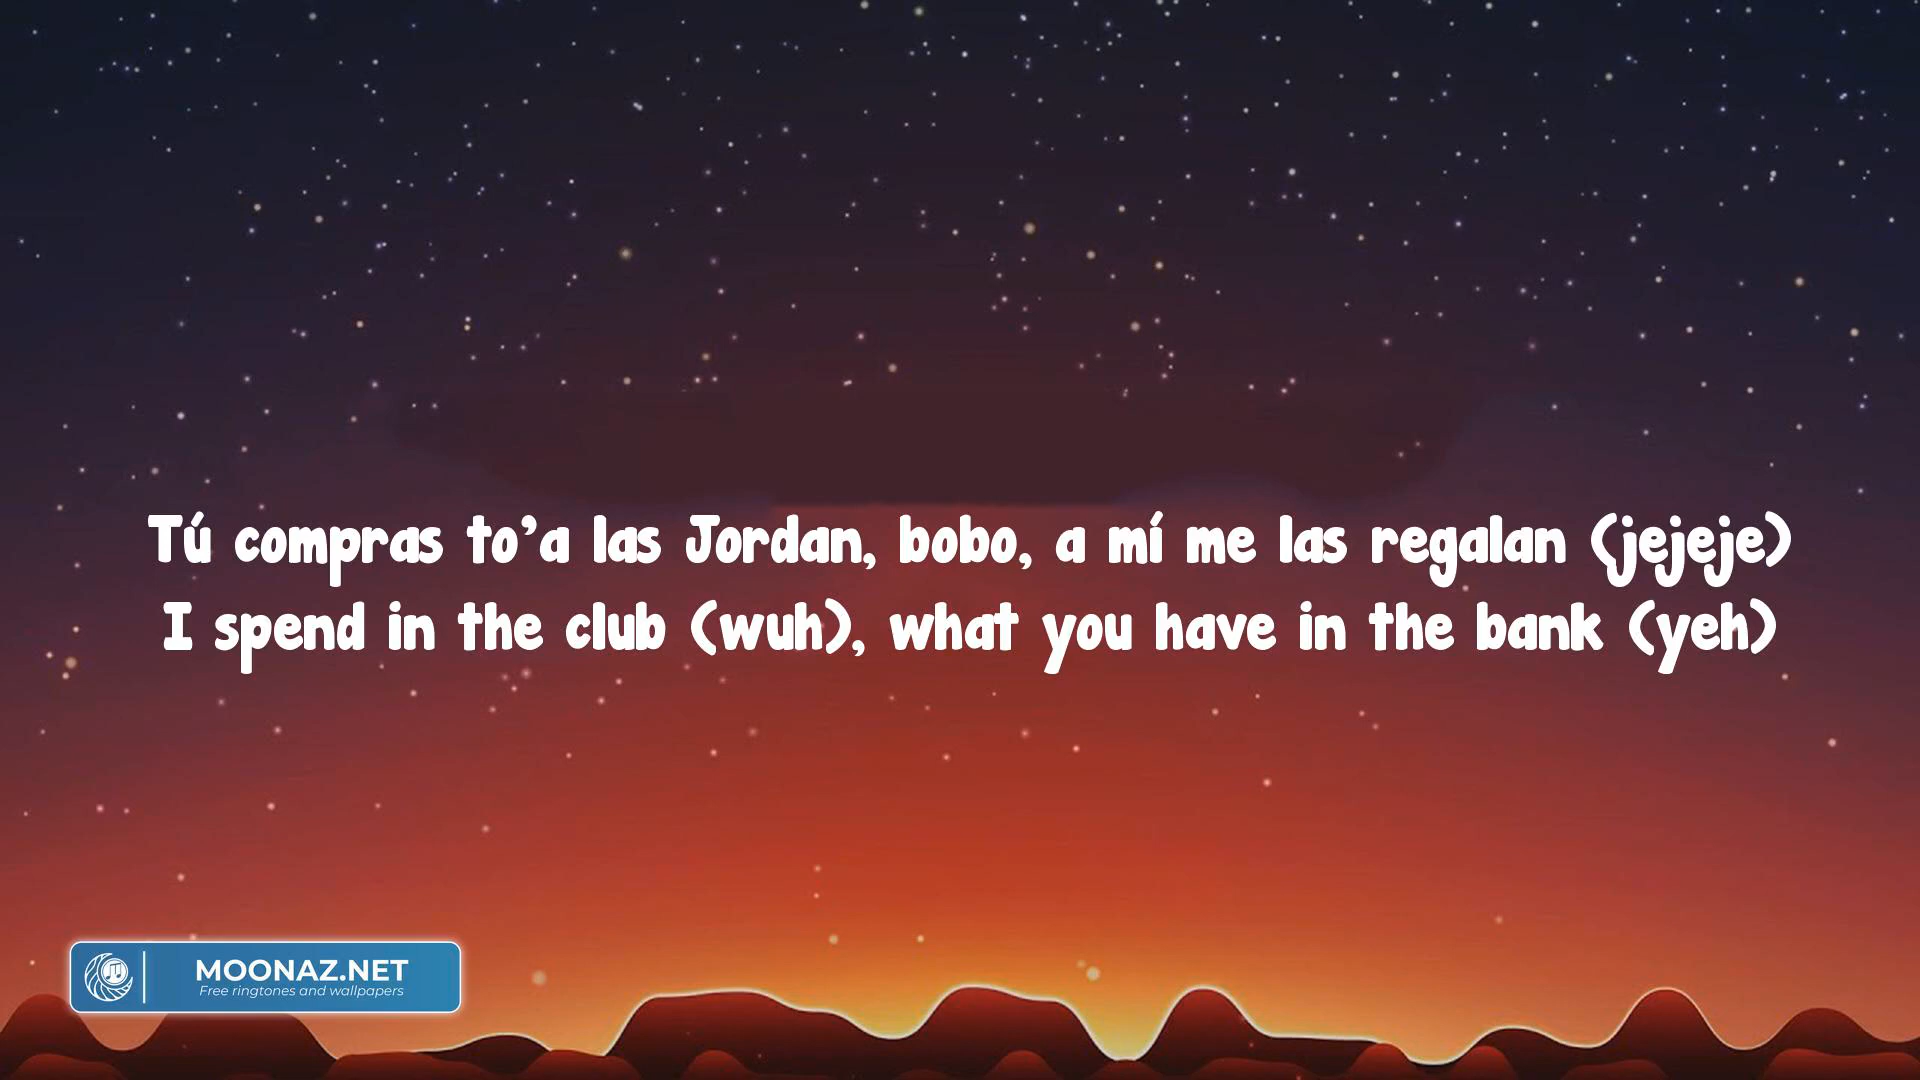 Tú compras to'a las Jordan, bobo, a mí me las regalan (jejeje)
I spend in the club (wuh), what you have in the bank (yeh)
MOONAZ.NET
Free ringtones and wallpapers